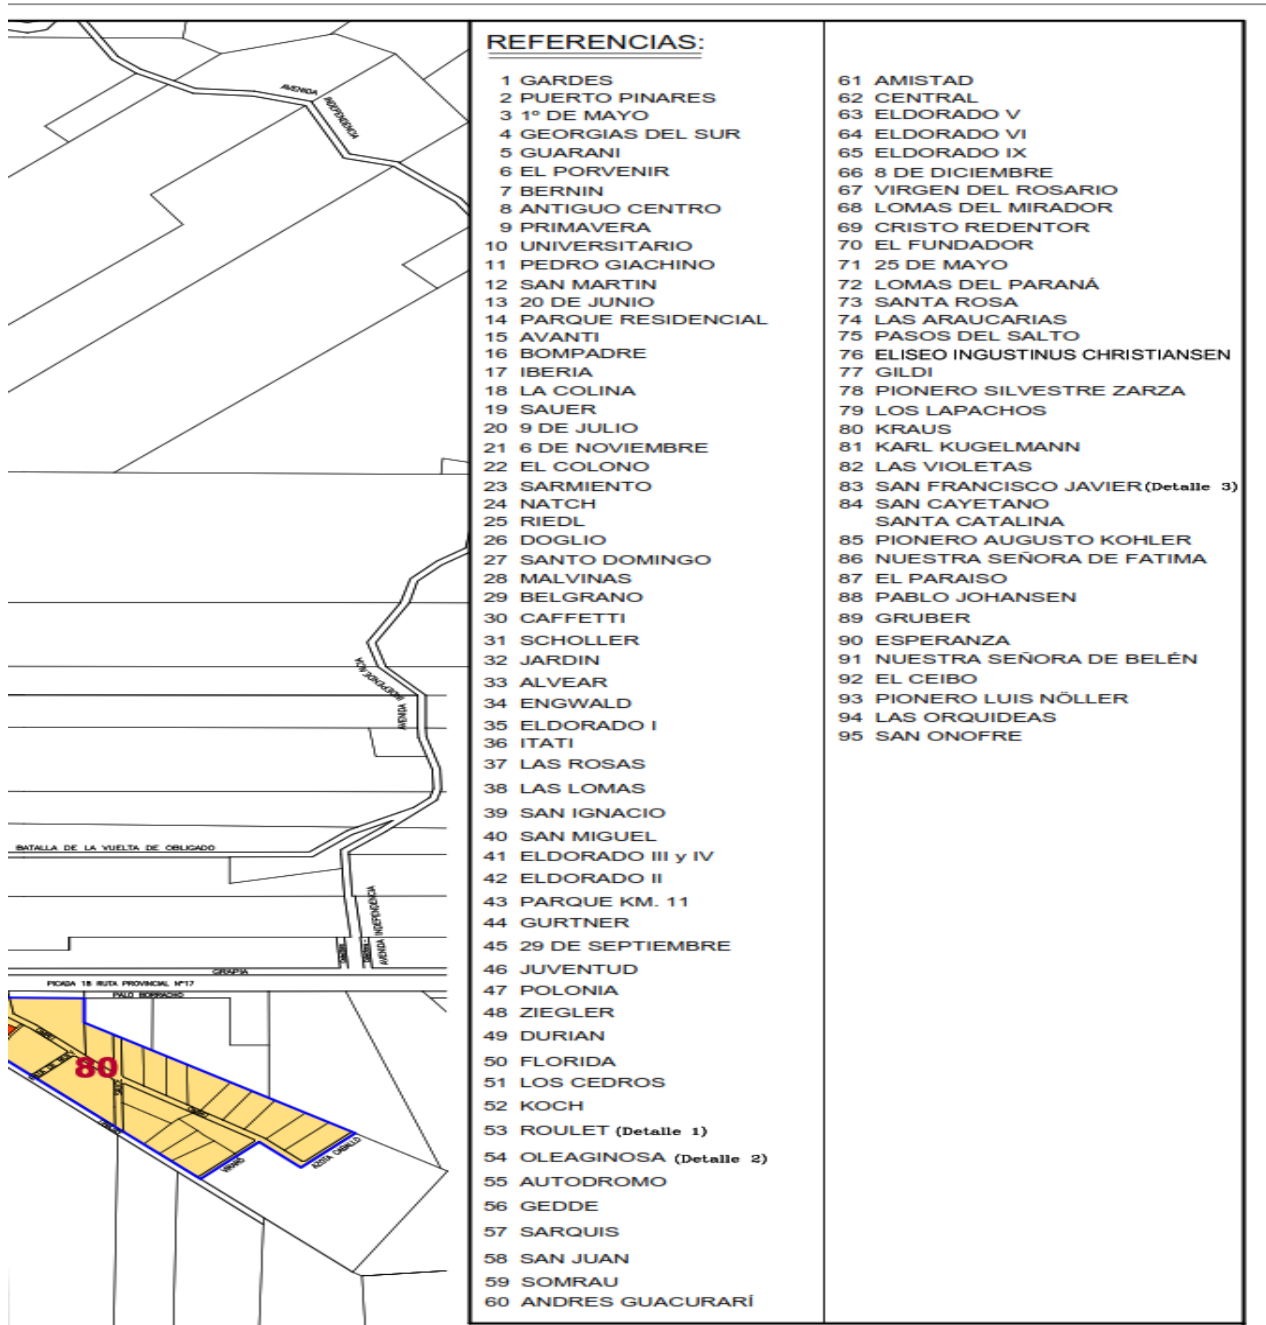 REFERENCIAS:
1 GARDES
2 PUERTO PINARES
3 1º DE MAYO
4 GEORGIAS DEL SUR
5 GUARANI
6 EL PORVENIR
7 BERNIN
8 ANTIGUO CENTRO
9 PRIMAVERA
10 UNIVERSITARIO
11 PEDRO GIACHINO
12 SAN MARTIN
13 20 DE JUNIO
14 PARQUE RESIDENCIAL
15 AVANTI
16 BOMPADRE
17 IBERIA
18 LA COLINA
19 SAUER
20 9 DE JULIO
21 6 DE NOVIEMBRE
22 EL COLONO
23 SARMIENTO
24 NATCH
25 RIEDL
26 DOGLIO
27 SANTO DOMINGO
28 MALVINAS
29 BELGRANO
30 CAFFETTI
31 SCHOLLER
32 JARDIN
33 ALVEAR
34 ENGWALD
35 ELDORADO I
36 ITATI
37 LAS ROSAS
38 LAS LOMAS
39 SAN IGNACIO
40 SAN MIGUEL
41 ELDORADO III y IV
42 ELDORADO II
43 PARQUE KM. 11
44 GURTNER
45 29 DE SEPTIEMBRE
46 JUVENTUD
47 POLONIA
48 ZIEGLER
49 DURIAN
50 FLORIDA
51 LOS CEDROS
52 KOCH
53 ROULET (Detalle 1)
54 OLEAGINOSA (Detalle 2)
55 AUTODROMO
56 GEDDE
57 SARQUIS
58 SAN JUAN
59 SOMRAU
60 ANDRES GUACURARÍ
61 AMISTAD
62 CENTRAL
63 ELDORADO V
64 ELDORADO VI
65 ELDORADO IX
66 8 DE DICIEMBRE
67 VIRGEN DEL ROSARIO
68 LOMAS DEL MIRADOR
69 CRISTO REDENTOR
70 EL FUNDADOR
71 25 DE MAYO
72 LOMAS DEL PARANÁ
73 SANTA ROSA
74 LAS ARAUCARIAS
75 PASOS DEL SALTO
76 ELISEO INGUSTINUS CHRISTIANSEN
77 GILDI
78 PIONERO SILVESTRE ZARZA
79 LOS LAPACHOS
80 KRAUS
81 KARL KUGELMANN
82 LAS VIOLETAS
83 SAN FRANCISCO JAVIER (Detalle 3)
84 SAN CAYETANO
SANTA CATALINA
85 PIONERO AUGUSTO KOHLER
86 NUESTRA SEÑORA DE FATIMA
87 EL PARAISO
88 PABLO JOHANSEN
89 GRUBER
90 ESPERANZA
91 NUESTRA SEÑORA DE BELÉN
92 EL CEIBO
93 PIONERO LUIS NÖLLER
94 LAS ORQUIDEAS
95 SAN ONOFRE
AVENIDA INDEPENDENCIA
AVENIDA INDEPENDENCIA
BATALLA DE LA VUELTA DE OBLIGADO
AVENIDA INDEPENDENCIA
GRAPIA
PICADA 18 RUTA PROVINCIAL Nº17
PALO BORRACHO
80
AZOTA CABALLO